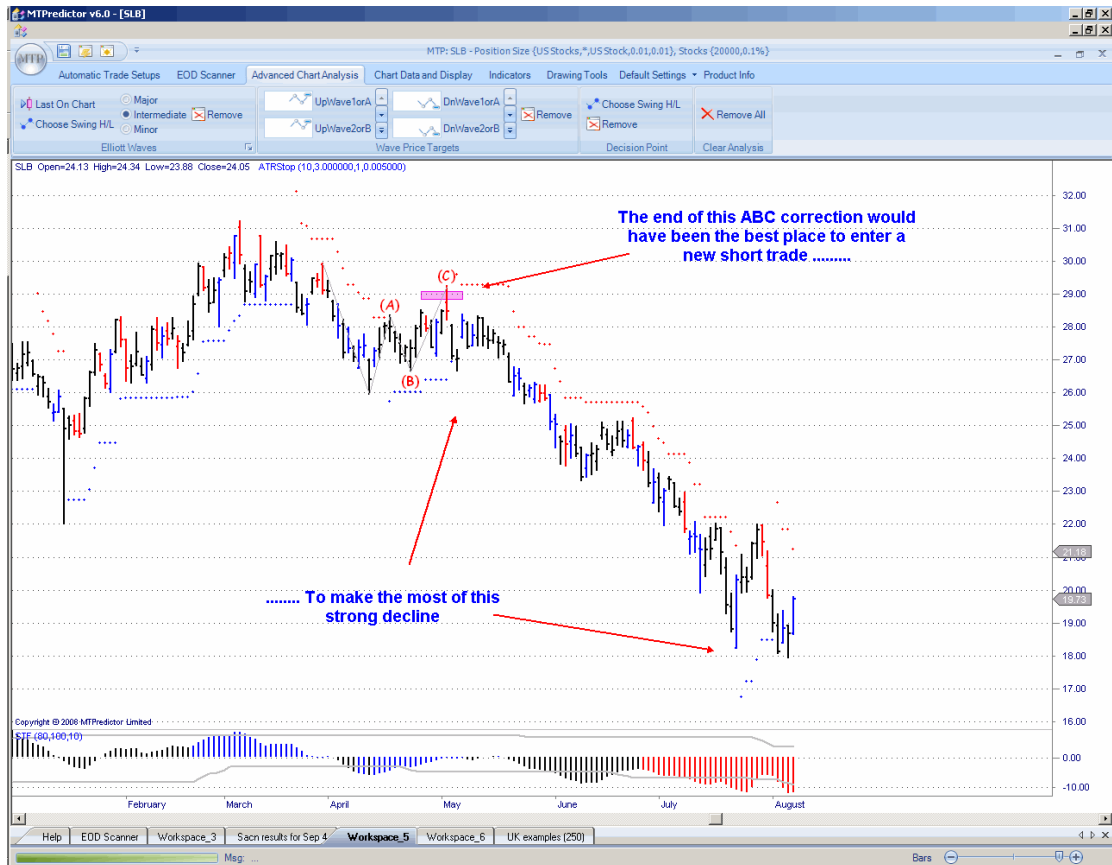 MTPredictor v6.0 - [SLB]
MTP: SLB - Position Size {US Stocks,*,US Stock,0.01,0.01}, Stocks {20000,0.1%}
MTP
Automatic Trade Setups EOD Scanner Advanced Chart Analysis Chart Data and Display Indicators Drawing Tools Default Settings Product Info
Last On Chart
Choose Swing H/L
Major
Intermediate
Minor
Remove
UpWave1orA
UpWave2orB
DnWave1orA
DnWave2orB
Remove
Choose Swing H/L
Remove
Remove All
Elliott Waves Wave Price Targets Decision Point Clear Analysis
SLB Open=24.13 High=24.34 Low=23.88 Close=24.05 ATRStop (10,3.000000,1,0.005000)
The end of this ABC correction would
have been the best place to enter a
new short trade .........
(A)
(B)
(C)
........ To make the most of this
strong decline
32.00
31.00
30.00
29.00
28.00
27.00
26.00
25.00
24.00
23.00
22.00
21.18
21.00
20.00
19.73
19.00
18.00
17.00
16.00
Copyright @ 2008 MTPredictor Limited
STF (80,100,10)
0.00
-10.00
February March April May June July August
Help EOD Scanner Workspace_3 Sacn results for Sep 4 Workspace_5 Workspace_6 UK examples (250)
Msg: ...
Bars